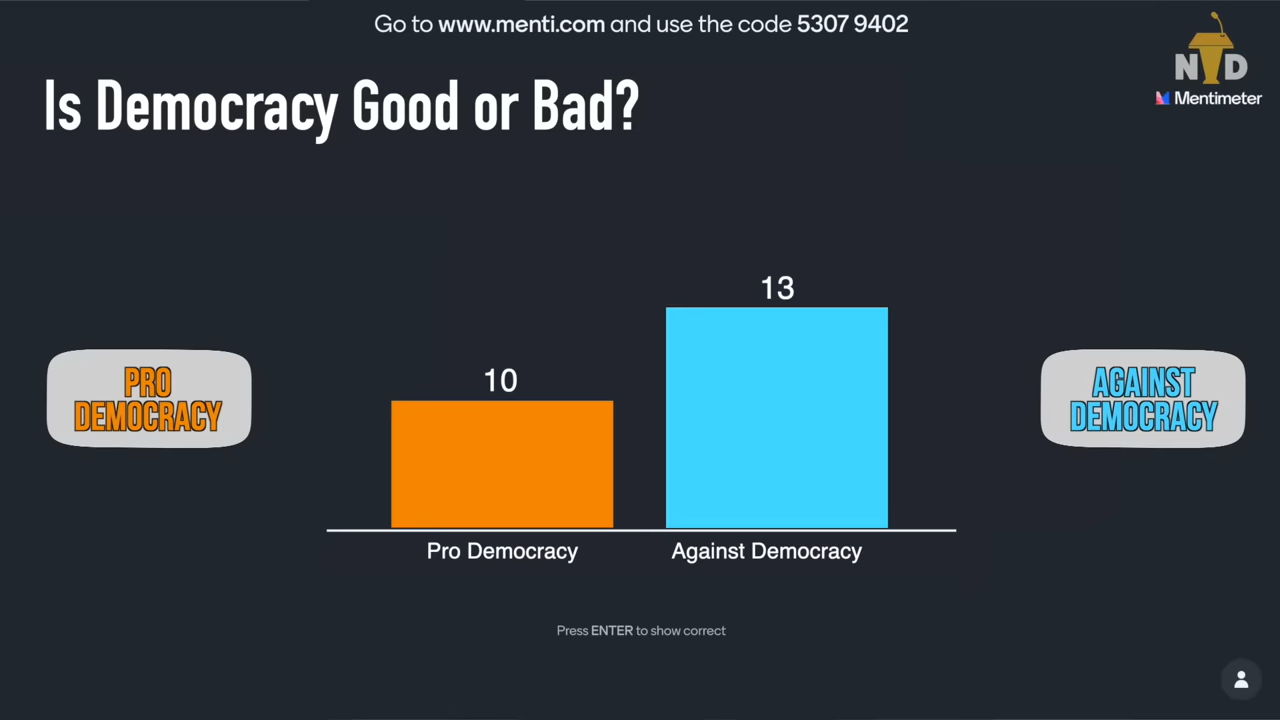 Go to www.menti.com and use the code 5307 9402
N D
Mentimeter
Is Democracy Good or Bad?
13
10
PRO
DEMOCRACY
AGAINST
DEMOCRACY
Pro Democracy
Against Democracy
Press ENTER to show correct